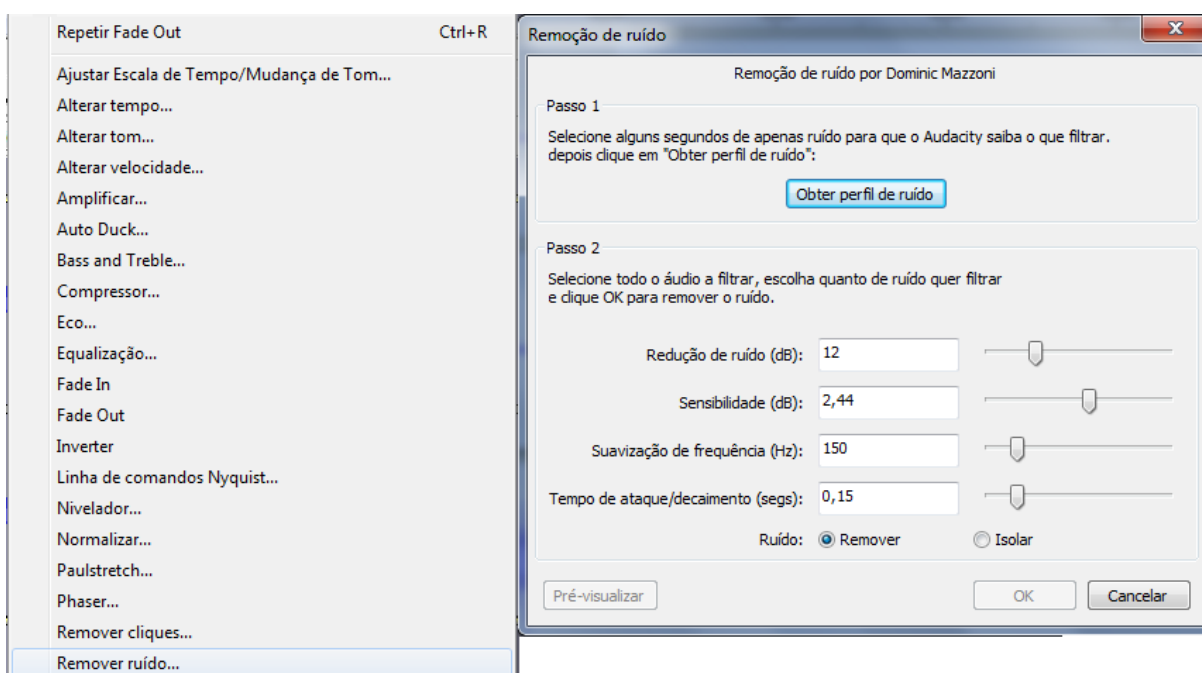 Repetir Fade Out Ctrl+R
Ajustar Escala de Tempo/Mudança de Tom...
Alterar tempo...
Alterar tom...
Alterar velocidade...
Amplificar...
Auto Duck...
Bass and Treble...
Compressor...
Eco...
Equalização...
Fade In
Fade Out
Inverter
Linha de comandos Nyquist...
Nivelador...
Normalizar...
Paulstretch...
Phaser...
Remover cliques...
Remover ruído...
Remoção de ruído
Remoção de ruído por Dominic Mazzoni
Passo 1
Selecione alguns segundos de apenas ruído para que o Audacity saiba o que filtrar.
depois clique em "Obter perfil de ruído":
Obter perfil de ruído
Passo 2
Selecione todo o áudio a filtrar, escolha quanto de ruído quer filtrar
e clique OK para remover o ruído.
Redução de ruído (dB): 12
Sensibilidade (dB): 2,44
Suavização de frequência (Hz): 150
Tempo de ataque/decaimento (segs): 0,15
Ruído: Remover Isolar
Pré-visualizar OK Cancelar